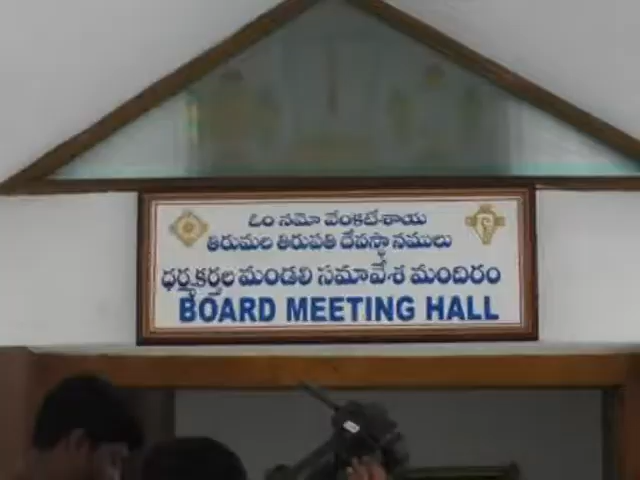 ఓం నమో వేంకటేశాయ
తిరుమల తిరుపతి దేవస్థానములు
ధర్మకర్తల మండలి సమావేశ మందిరం
BOARD MEETING HALL